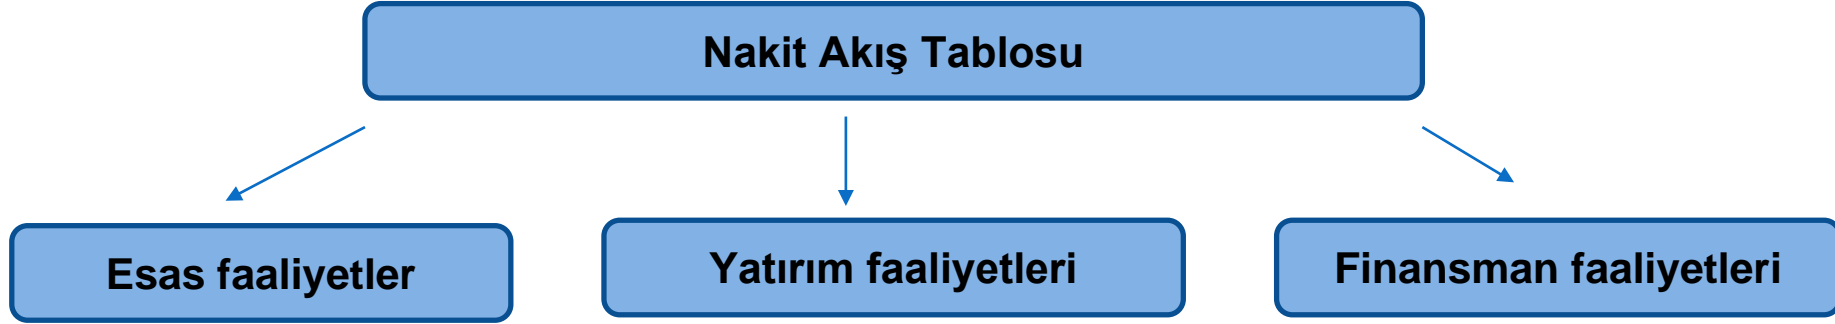 Nakit Akış Tablosu
Esas faaliyetler
Yatırım faaliyetleri
Finansman faaliyetleri